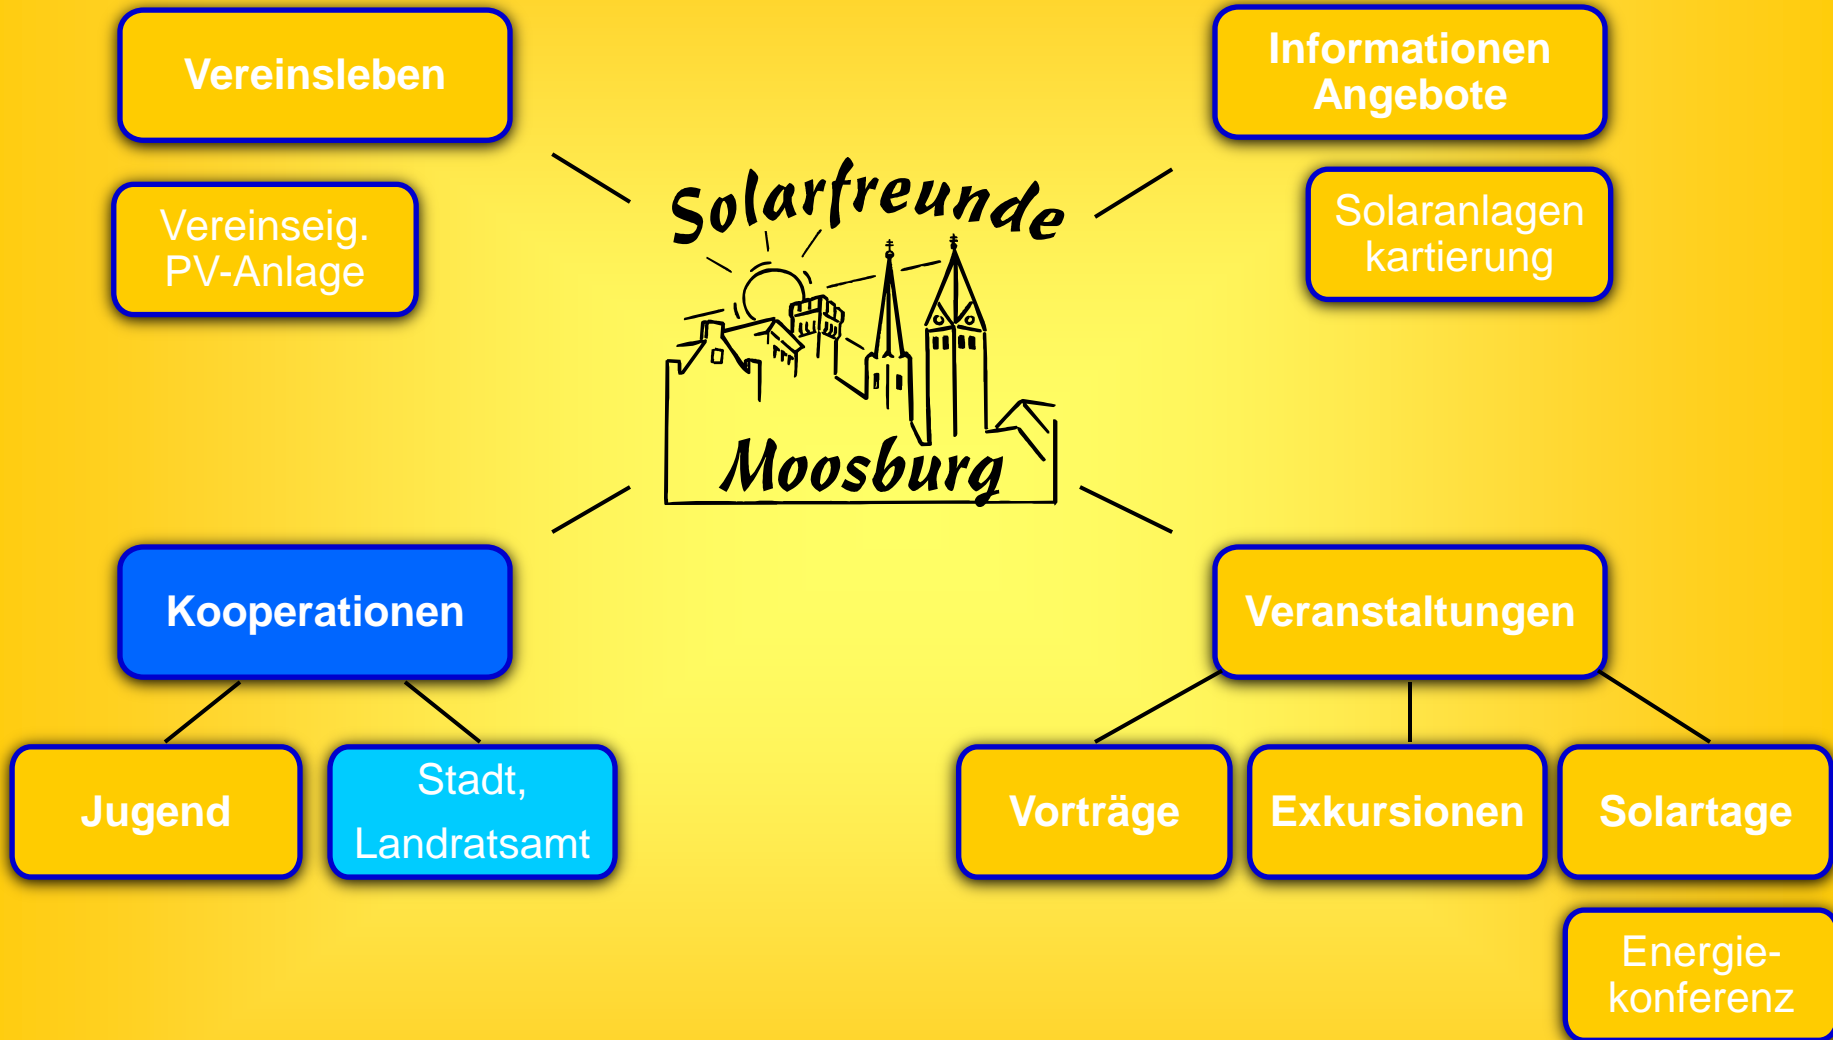 Vereinsleben
Informationen
Angebote
Vereinseig.
PV-Anlage
Solarfreunde
Moosburg
Solaranlagen
kartierung
Kooperationen
Veranstaltungen
Jugend
Stadt,
Landratsamt
Vorträge
Exkursionen
Solartage
Energie-
konferenz